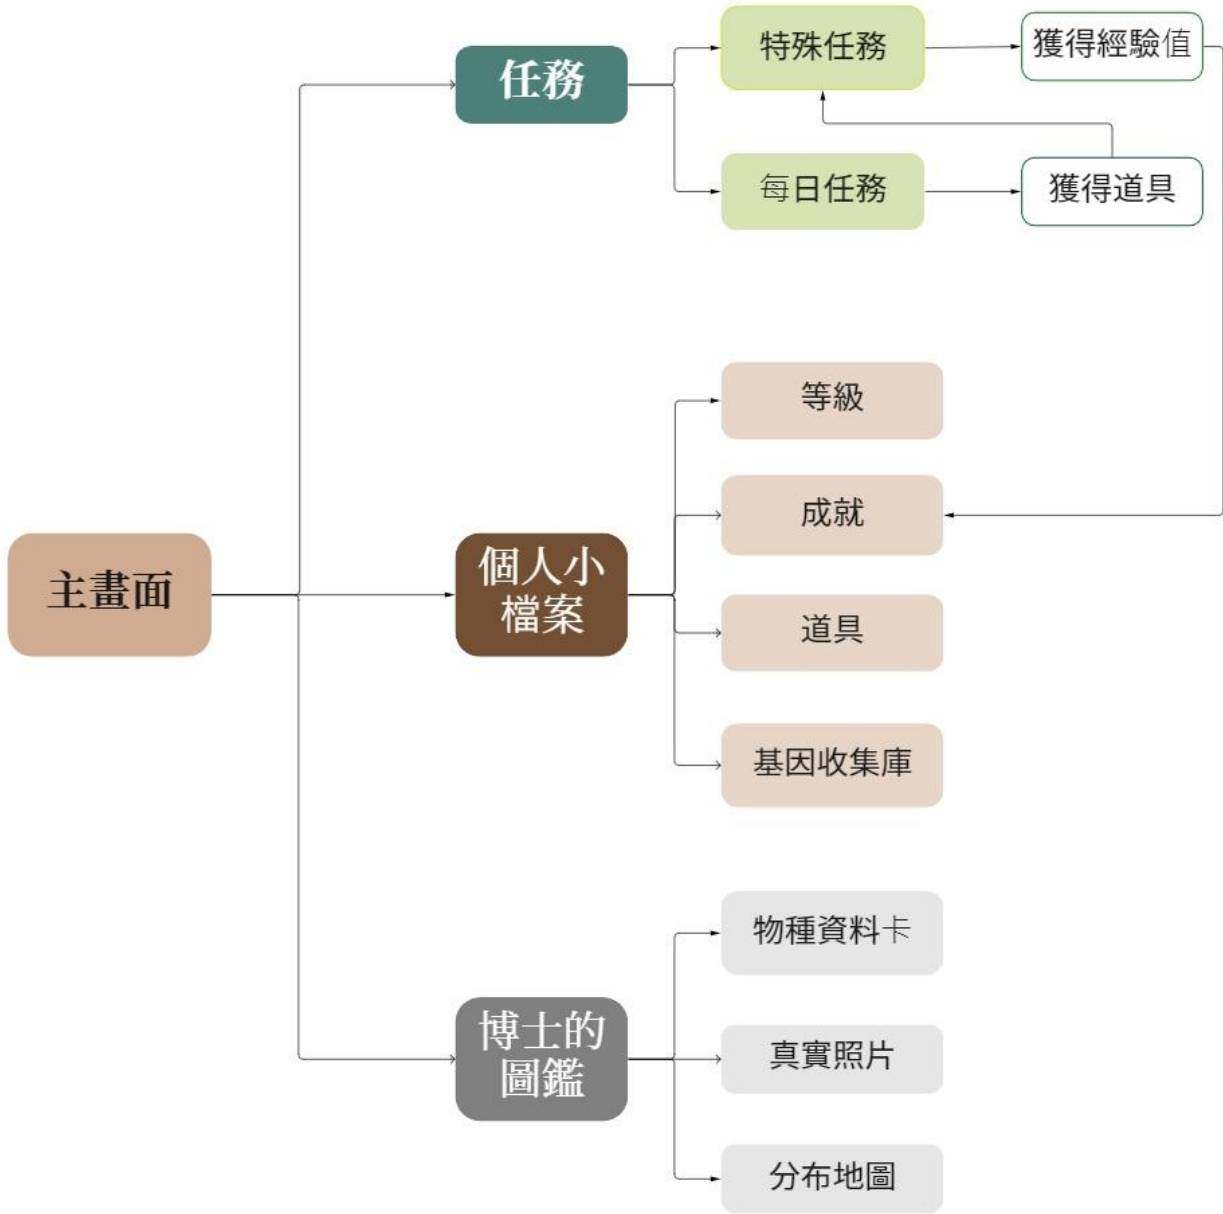 任務
特殊任務
獲得經驗值
每日任務
獲得道具
主畫面
個人小
檔案
等級
成就
道具
基因收集庫
博士的
圖鑑
物種資料卡
真實照片
分布地圖